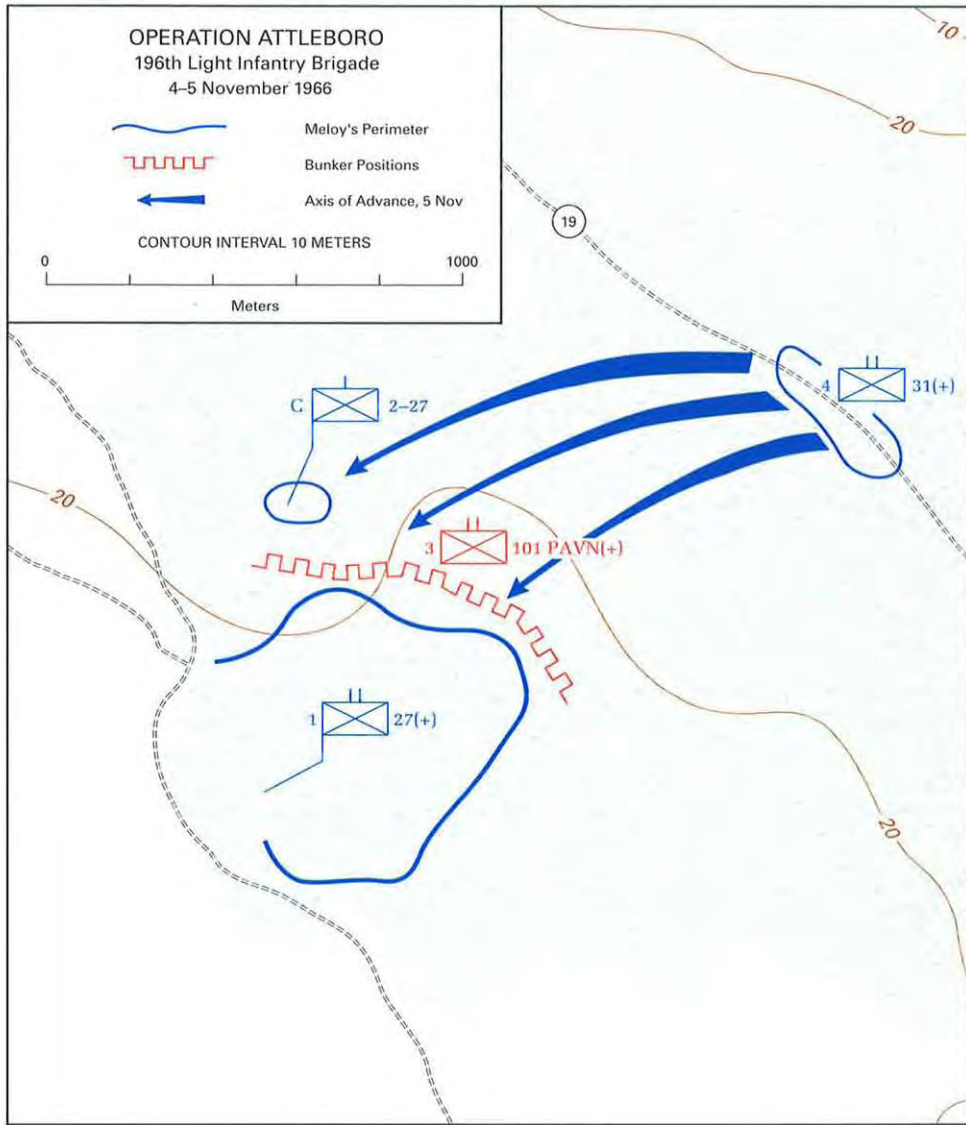 OPERATION ATTLEBORO
196th Light Infantry Brigade
4–5 November 1966
Meloy's Perimeter
Bunker Positions
Axis of Advance, 5 Nov
CONTOUR INTERVAL 10 METERS
0 1000
Meters
10
20
19
4 31(+)
C 2–27
20
3 101 PAVN(+)
1 27(+)
20